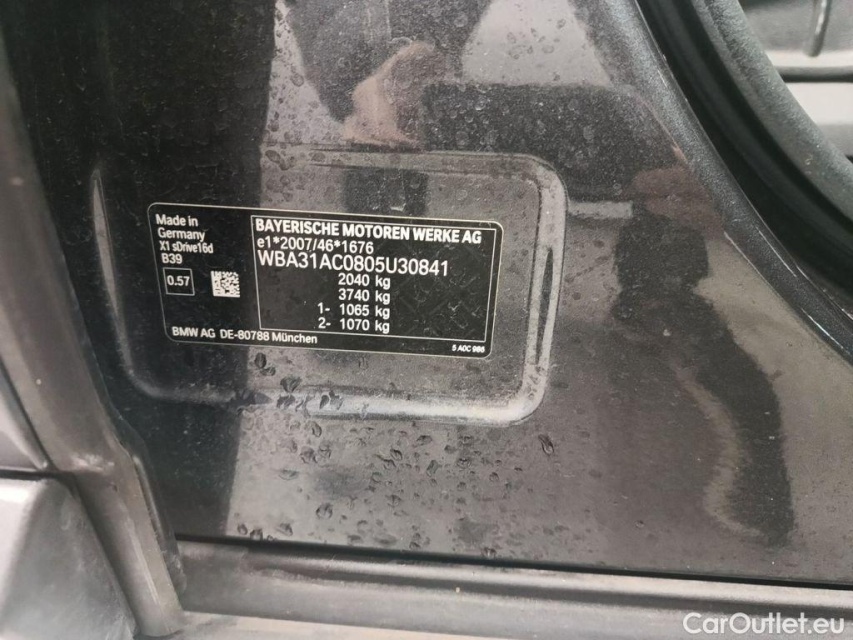 Made in
Germany
X1 sDrive16d
B39
0.57
BAYERISCHE MOTOREN WERKE AG
e1*2007/46*1676
WBA31AC0805U30841
2040 kg
3740 kg
1- 1065 kg
2- 1070 kg
BMW AG DE-80788 München
5 A0C 966
CarOutlet.eu